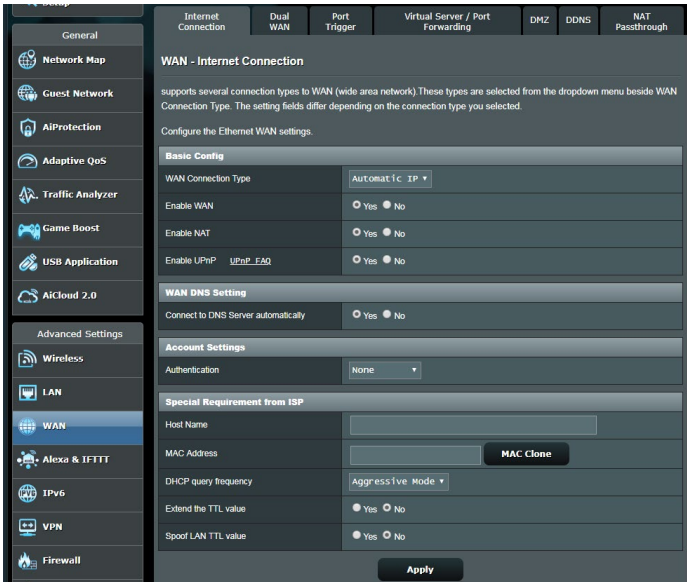 Setup
General
Network Map
Guest Network
AiProtection
Adaptive QoS
Traffic Analyzer
Game Boost
USB Application
AiCloud 2.0
Advanced Settings
Wireless
LAN
WAN
Alexa & IFTTT
IPv6
VPN
Firewall
Internet Connection
Dual WAN
Port Trigger
Virtual Server / Port Forwarding
DMZ
DDNS
NAT Passthrough
WAN - Internet Connection
supports several connection types to WAN (wide area network).These types are selected from the dropdown menu beside WAN
Connection Type. The setting fields differ depending on the connection type you selected.
Configure the Ethernet WAN settings.
Basic Config
WAN Connection Type Automatic IP
Enable WAN Yes No
Enable NAT Yes No
Enable UPnP UPnP FAQ Yes No
WAN DNS Setting
Connect to DNS Server automatically Yes No
Account Settings
Authentication None
Special Requirement from ISP
Host Name
MAC Address MAC Clone
DHCP query frequency Aggressive Mode
Extend the TTL value Yes No
Spoof LAN TTL value Yes No
Apply